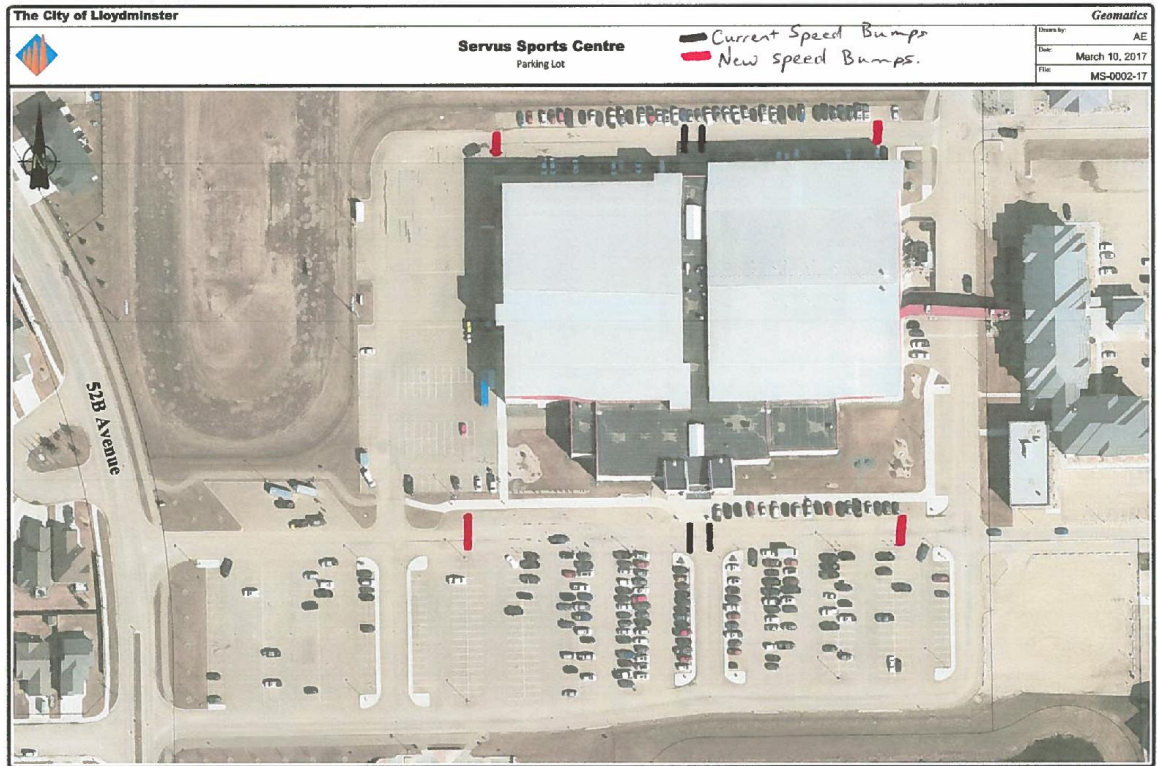 The City of Lloydminster
Geomatics
Servus Sports Centre
Parking Lot
Current Speed Bumps
New Speed Bumps.
Drawn by: AE
Date: March 10, 2017
File: MS-0002-17
52B Avenue